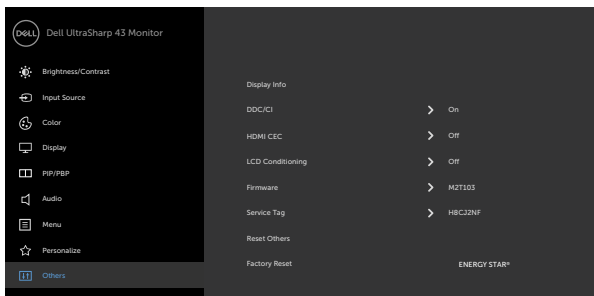 DELL
Dell UltraSharp 43 Monitor
Brightness/Contrast
Input Source
Color
Display
PIP/PBP
Audio
Menu
Personalize
Others
Display Info
DDC/CI > On
HDMI CEC > Off
LCD Conditioning > Off
Firmware > M2T103
Service Tag > H8CJ2NF
Reset Others
Factory Reset ENERGY STAR®